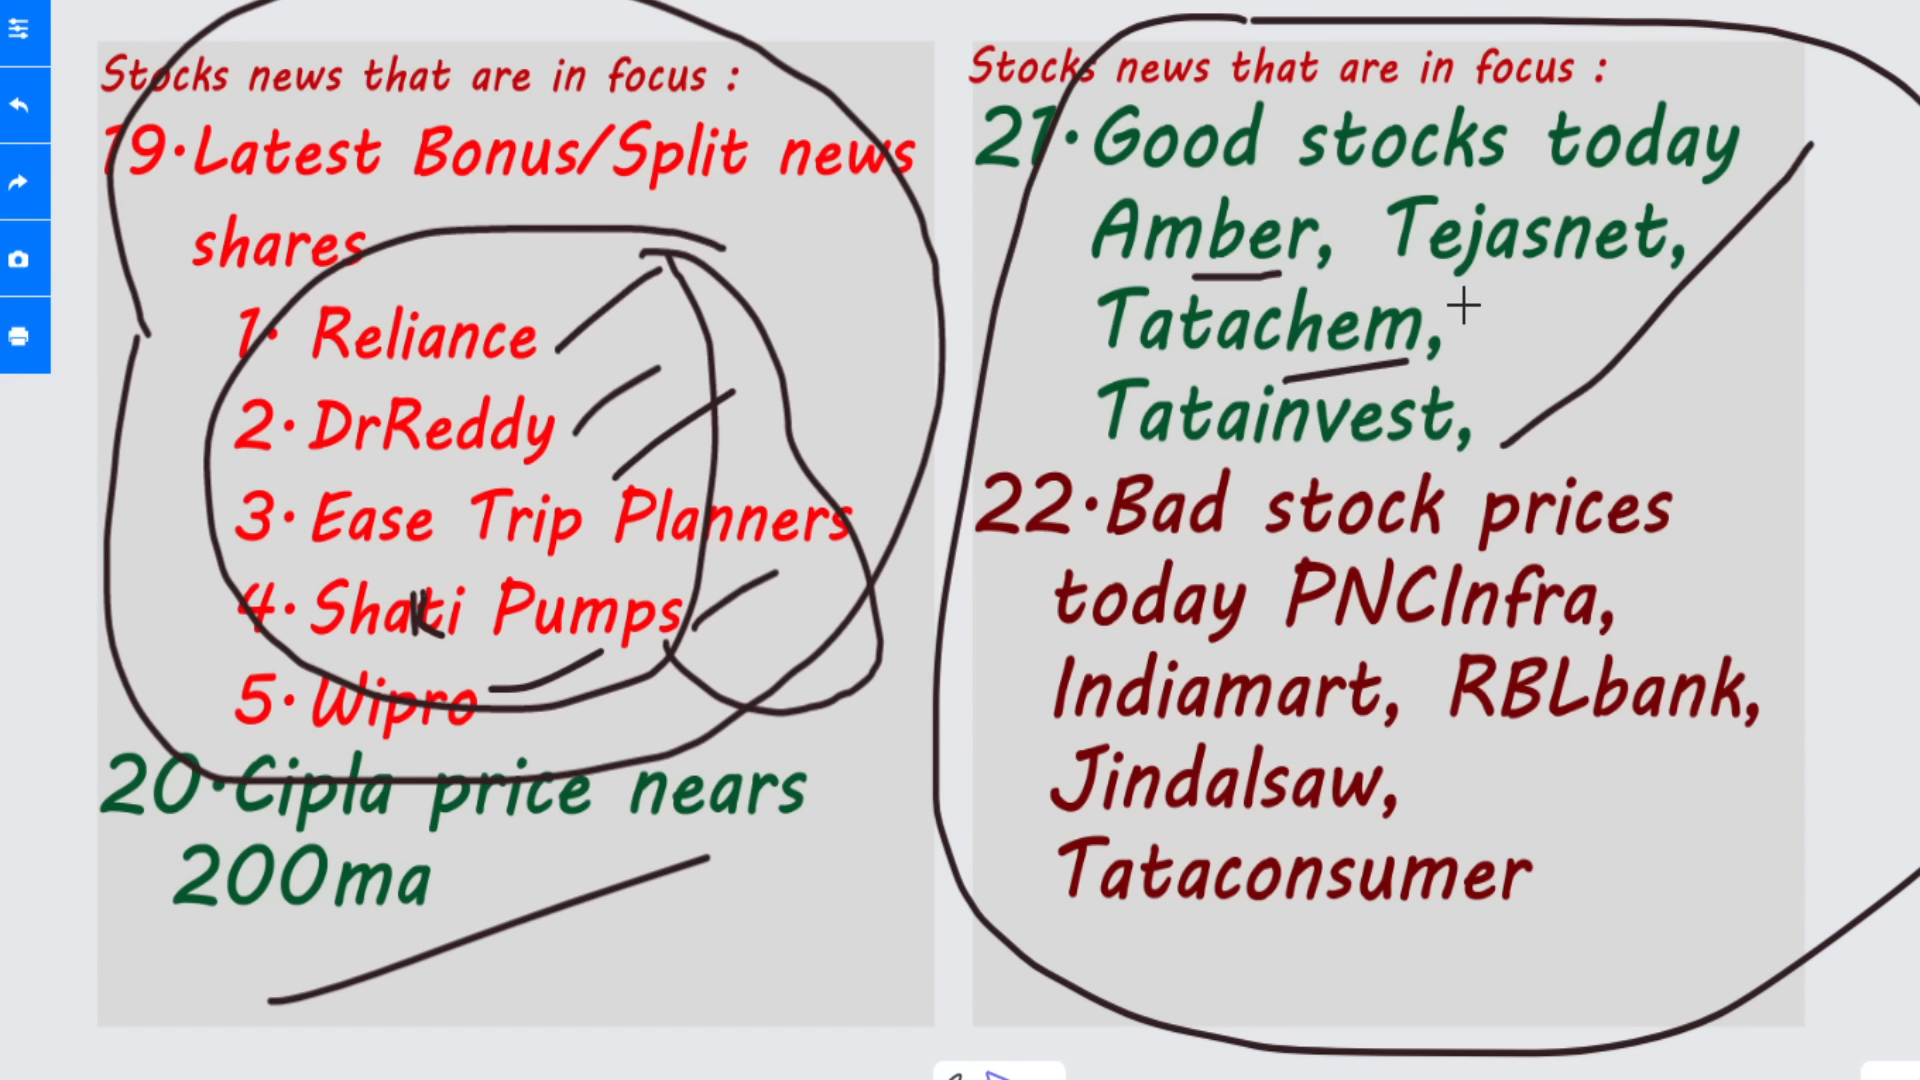 Stocks news that are in focus :
19.Latest Bonus/Split news
shares
1. Reliance
2.DrReddy
3.Ease Trip Planners
4.Shati Pumps
K
5.Wipro
20.Cipla price nears
200ma
Stocks news that are in focus :
21.Good stocks today
Amber, Tejasnet,
Tatachem,
Tatainvest,
22.Bad stock prices
today PNCInfra,
Indiamart, RBLbank,
Jindalsaw,
Tataconsumer